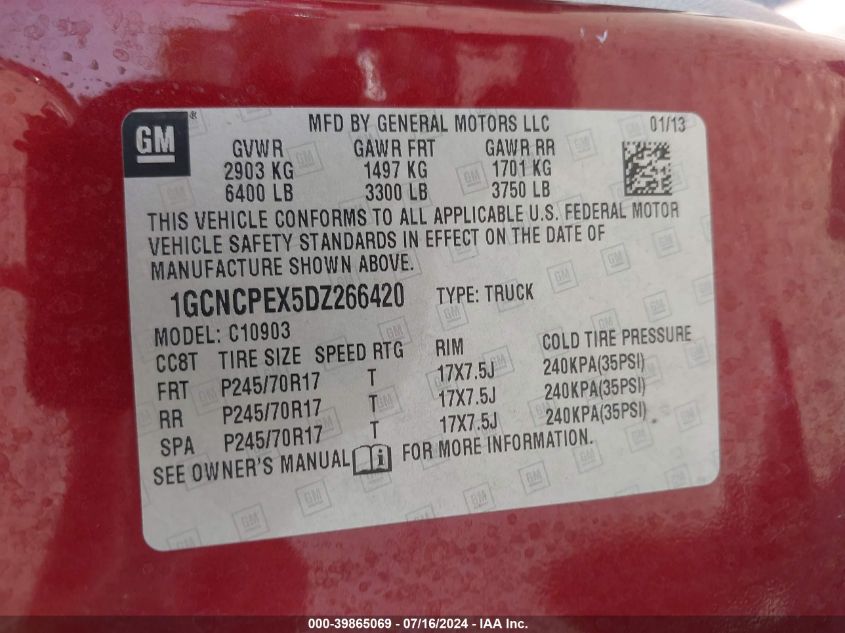 GM ®
MFD BY GENERAL MOTORS LLC 01/13
GVWR GAWR FRT GAWR RR
2903 KG 1497 KG 1701 KG
6400 LB 3300 LB 3750 LB
THIS VEHICLE CONFORMS TO ALL APPLICABLE U.S. FEDERAL MOTOR
VEHICLE SAFETY STANDARDS IN EFFECT ON THE DATE OF
MANUFACTURE SHOWN ABOVE.
1GCNCPEX5DZ266420 TYPE: TRUCK
MODEL: C10903
CC8T TIRE SIZE SPEED RTG RIM COLD TIRE PRESSURE
FRT P245/70R17 T 17X7.5J 240KPA(35PSI)
RR P245/70R17 T 17X7.5J 240KPA(35PSI)
SPA P245/70R17 T 17X7.5J 240KPA(35PSI)
SEE OWNER'S MANUAL FOR MORE INFORMATION.
000-39865069 - 07/16/2024 - IAA Inc.